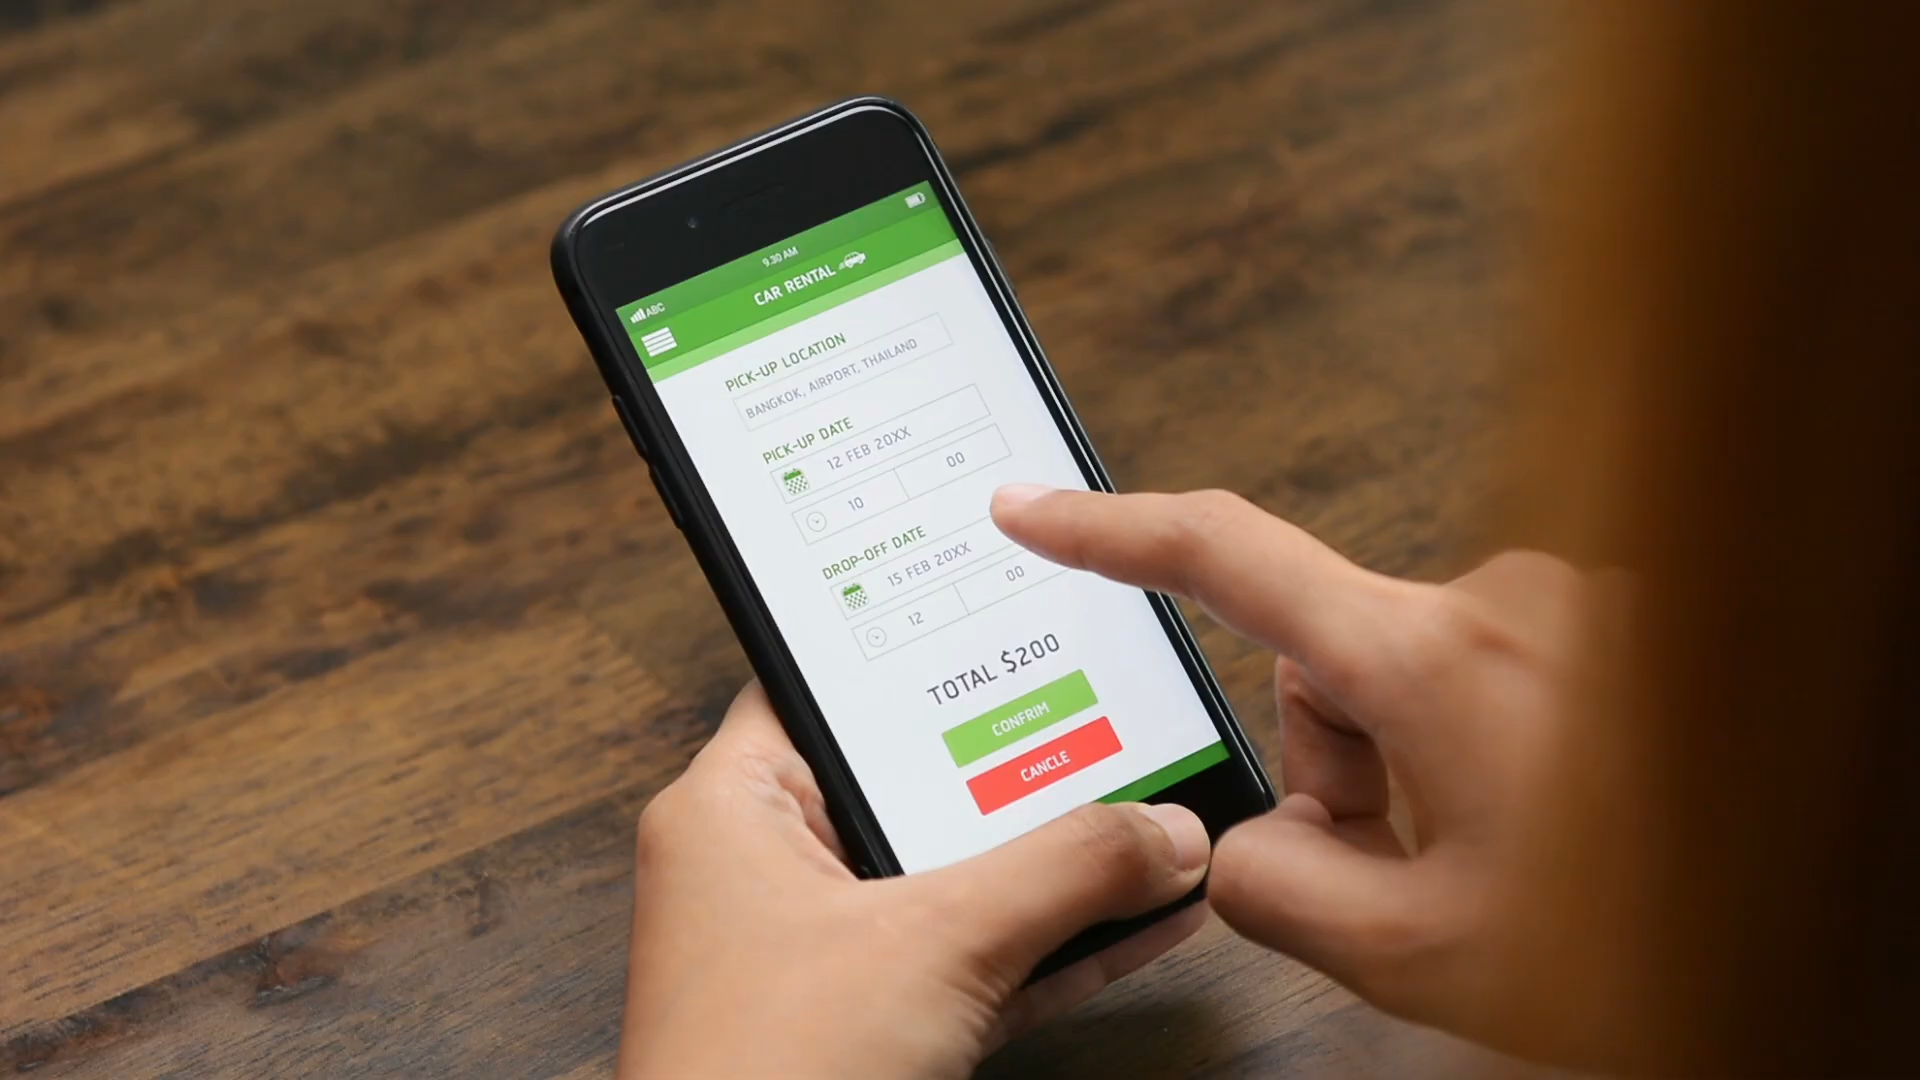 9.30 AM
ABC
CAR RENTAL
PICK-UP LOCATION
BANGKOK, AIRPORT, THAILAND
PICK-UP DATE
12 FEB 20XX
10 00
DROP-OFF DATE
15 FEB 20XX
12 00
TOTAL $200
CONFRIM
CANCLE